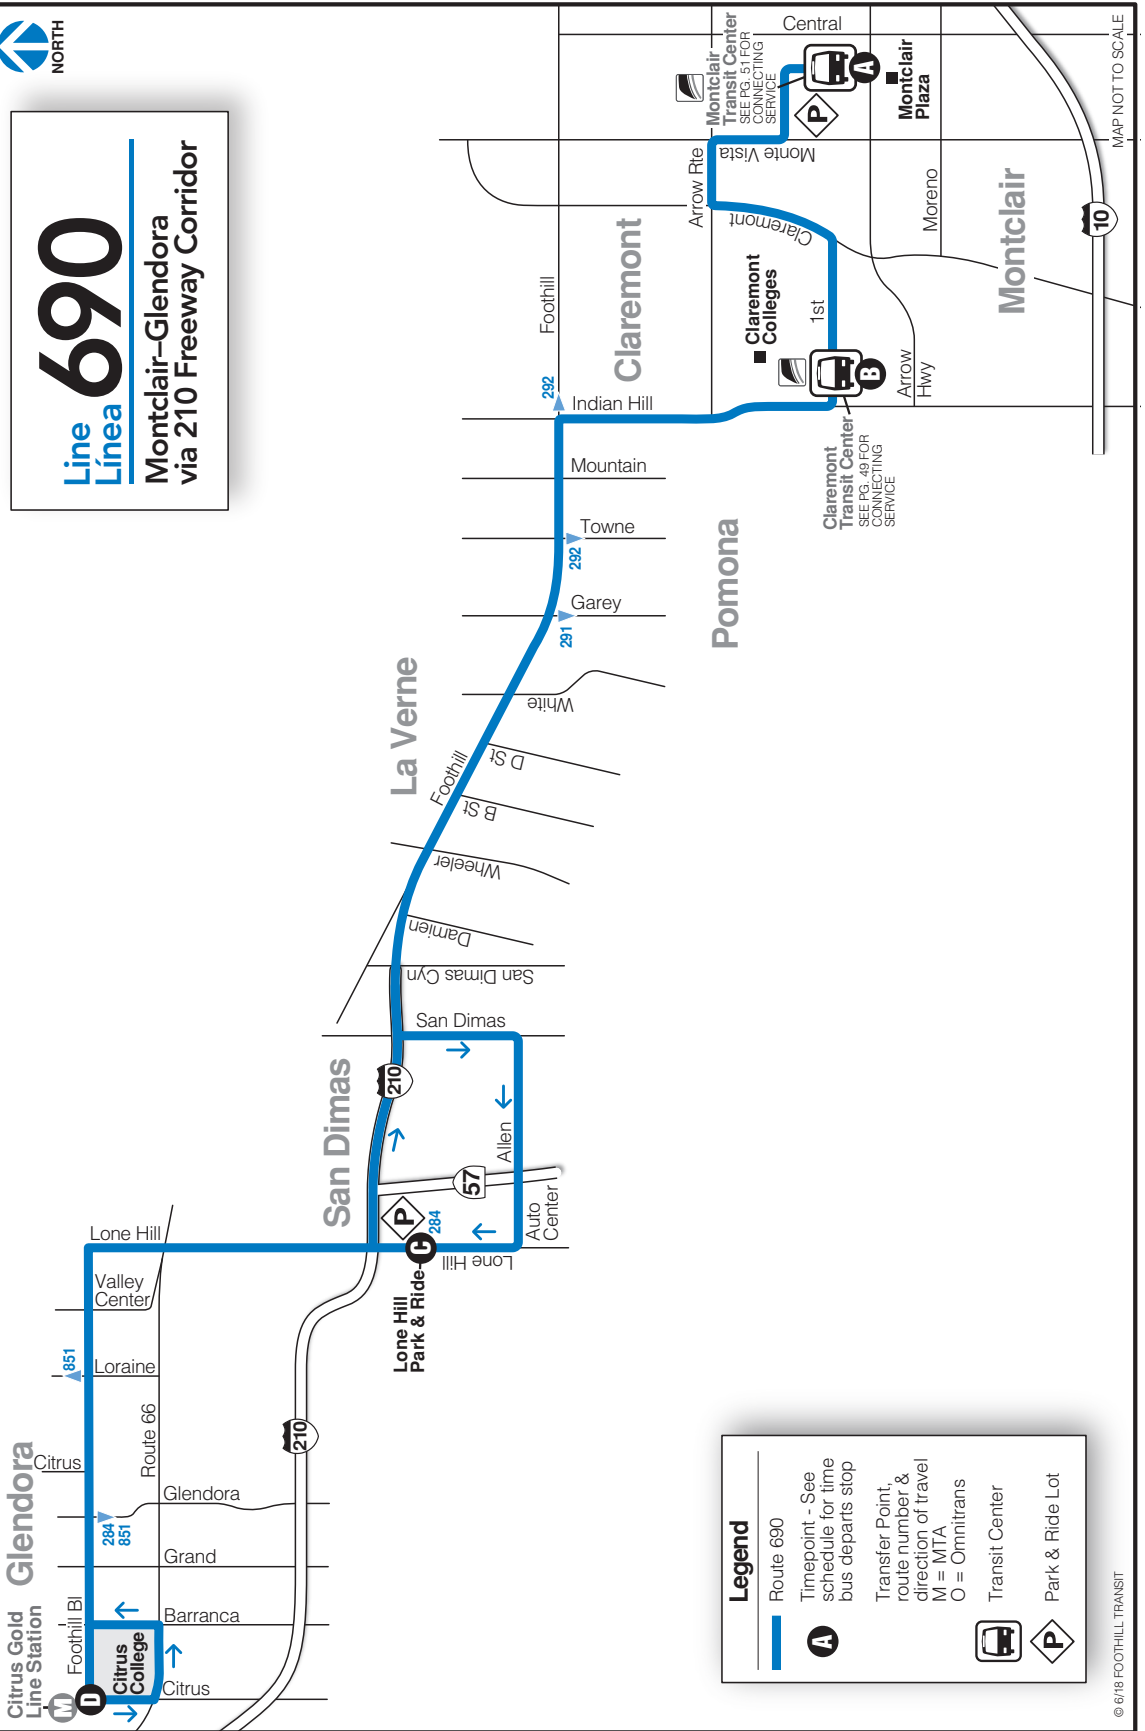 NORTH
Line
Línea
690
Montclair–Glendora
via 210 Freeway Corridor
Citrus Gold
Line Station
M
D
Glendora
Foothill Bl
Citrus
College
Citrus
Barranca
Grand
Glendora
284
851
Citrus
Route 66
Loraine
851
Valley
Center
Lone Hill
210
San Dimas
Lone Hill
Park & Ride
C
P
284
Lone Hill
Auto
Center
57
Allen
210
San Dimas
San Dimas Cyn
Damien
Wheeler
La Verne
Foothill
B St
D St
White
Garey
291
Towne
292
Mountain
Pomona
Indian Hill
292
Foothill
Claremont
Claremont
Transit Center
SEE PG. 49 FOR
CONNECTING
SERVICE
B
Claremont
Colleges
1st
Arrow
Hwy
Claremont
Arrow Rte
Monte Vista
Montclair
Transit Center
SEE PG. 51 FOR
CONNECTING
SERVICE
P
A
Central
Montclair
Plaza
Moreno
Montclair
10
MAP NOT TO SCALE
Legend
Route 690
A
Timepoint - See
schedule for time
bus departs stop
Transfer Point,
route number &
direction of travel
M = MTA
O = Omnitrans
Transit Center
P
Park & Ride Lot
© 6/18 FOOTHILL TRANSIT